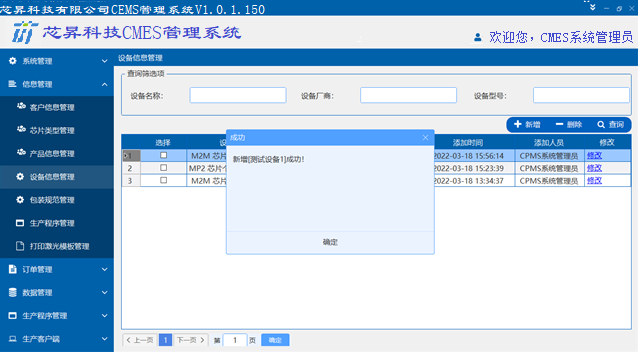 芯昇科技有限公司CEMS管理系统V1.0.1.150
芯昇科技CMES管理系统
欢迎您，CMES系统管理员
系统管理
信息管理
客户信息管理
芯片类型管理
产品信息管理
设备信息管理
包装规范管理
生产程序管理
打印激光模板管理
订单管理
数据管理
生产程序管理
生产客户端
设备信息管理
查询筛选项
设备名称： 设备厂商： 设备型号：
新增 删除 查询
选择 添加时间 添加人员 修改
1 M2M 芯片 2022-03-18 15:56:14 CPMS系统管理员 修改
2 MP2 芯片 2022-03-18 15:23:39 CPMS系统管理员 修改
3 M2M 芯片 2022-03-18 13:34:37 CPMS系统管理员 修改
成功
新增[测试设备1]成功!
确定
上一页 1 下一页 第 1 页 确定